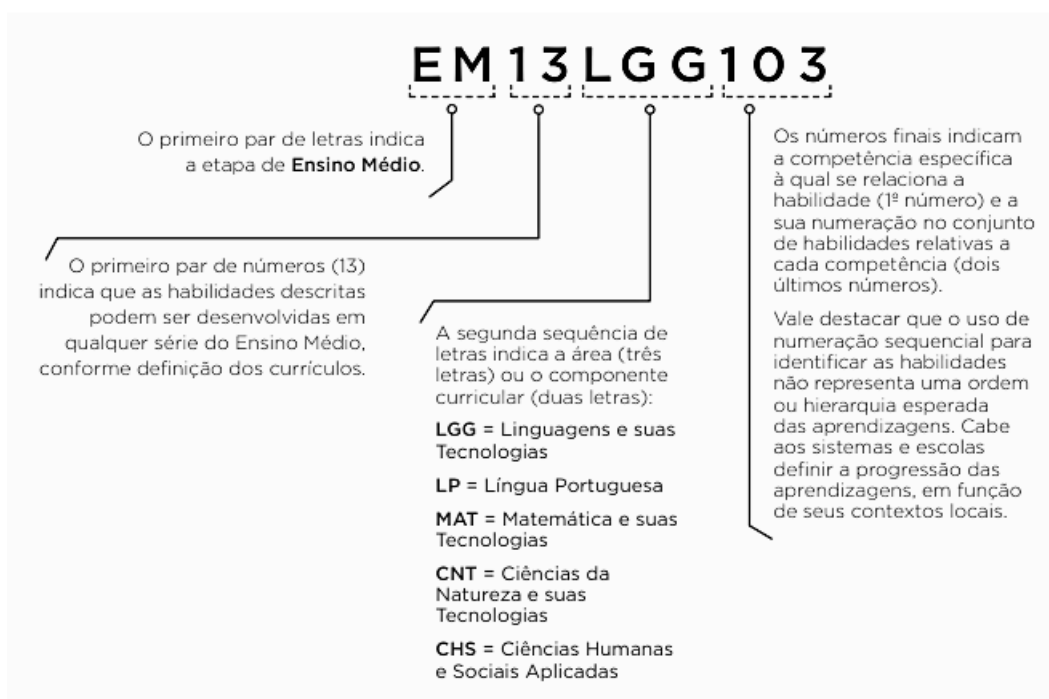 EM13LGG103
O primeiro par de letras indica
a etapa de Ensino Médio.
O primeiro par de números (13)
indica que as habilidades descritas
podem ser desenvolvidas em
qualquer série do Ensino Médio,
conforme definição dos currículos.
A segunda sequência de
letras indica a área (três
letras) ou o componente
curricular (duas letras):
LGG = Linguagens e suas
Tecnologias
LP = Língua Portuguesa
MAT = Matemática e suas
Tecnologias
CNT = Ciências da
Natureza e suas
Tecnologias
CHS = Ciências Humanas
e Sociais Aplicadas
Os números finais indicam
a competência específica
à qual se relaciona a
habilidade (1º número) e a
sua numeração no conjunto
de habilidades relativas a
cada competência (dois
últimos números).
Vale destacar que o uso de
numeração sequencial para
identificar as habilidades
não representa uma ordem
ou hierarquia esperada
das aprendizagens. Cabe
aos sistemas e escolas
definir a progressão das
aprendizagens, em função
de seus contextos locais.